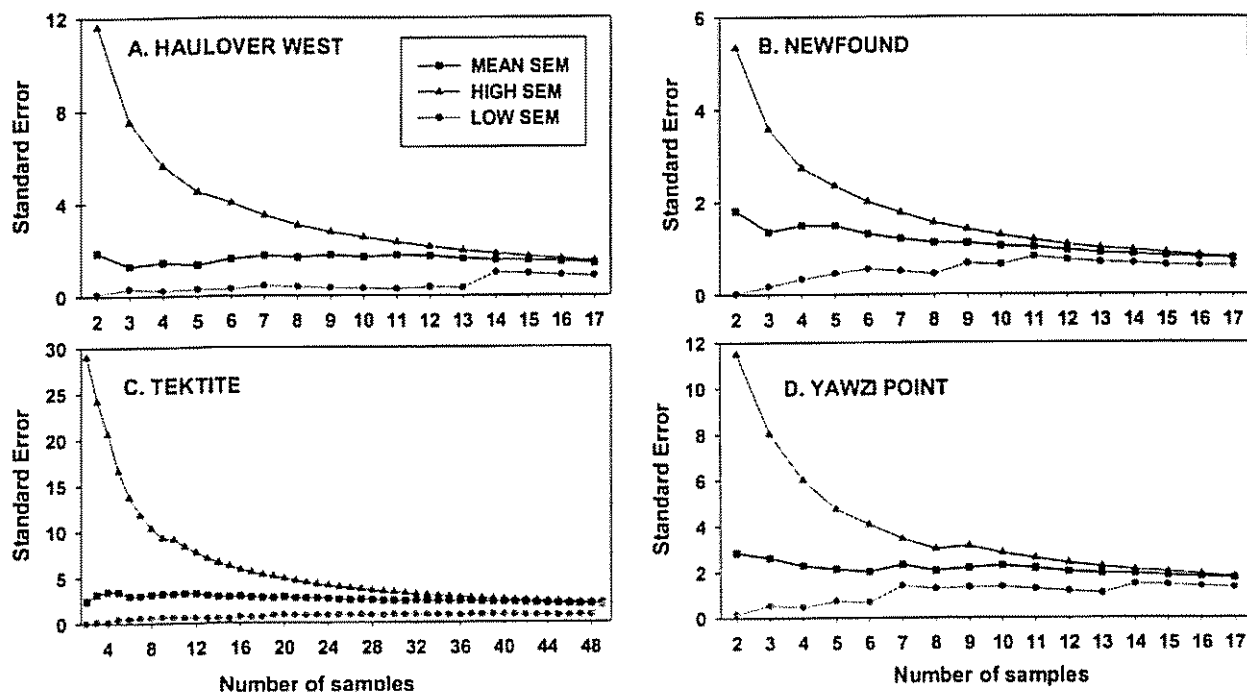 A. HAULOVER WEST
MEAN SEM
HIGH SEM
LOW SEM
Standard Error
12
8
4
0
2 3 4 5 6 7 8 9 10 11 12 13 14 15 16 17
B. NEWFOUND
Standard Error
6
4
2
0
2 3 4 5 6 7 8 9 10 11 12 13 14 15 16 17
C. TEKTITE
Standard Error
30
25
20
15
10
5
0
4 8 12 16 20 24 28 32 36 40 44 48
Number of samples
D. YAWZI POINT
Standard Error
12
10
8
6
4
2
0
2 3 4 5 6 7 8 9 10 11 12 13 14 15 16 17
Number of samples